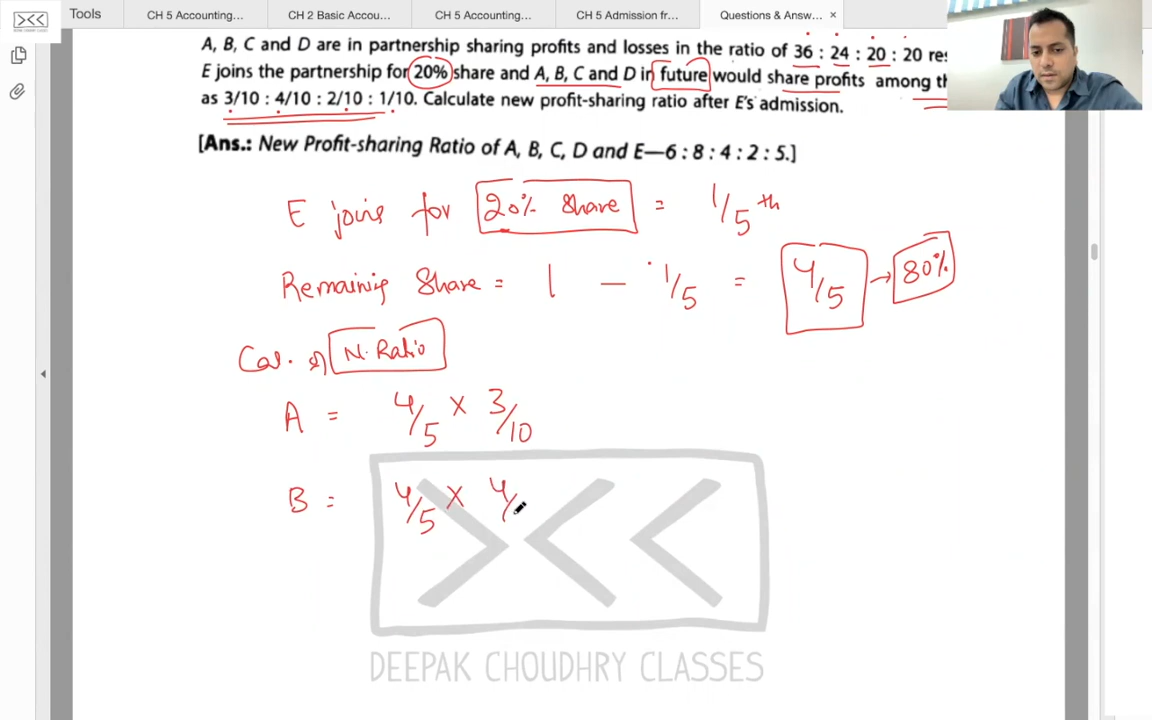 Tools
CH 5 Accounting...
CH 2 Basic Accou...
CH 5 Accounting...
CH 5 Admission fr...
Questions & Answ... ×
DEEPAK CHOUDHRY CLASSES
A, B, C and D are in partnership sharing profits and losses in the ratio of 36 : 24 : 20 : 20
E joins the partnership for 20% share and A, B, C and D in future would share profits among
as 3/10 : 4/10 : 2/10 : 1/10. Calculate new profit-sharing ratio after E's admission.
[Ans.: New Profit-sharing Ratio of A, B, C, D and E—6 : 8 : 4 : 2 : 5.]
E joins for 20% Share = 1/5 th
Remaining Share = 1 − 1/5 = 4/5 → 80%
Cal. of N. Ratio
A = 4/5 × 3/10
B = 4/5 × 4/
DEEPAK CHOUDHRY CLASSES